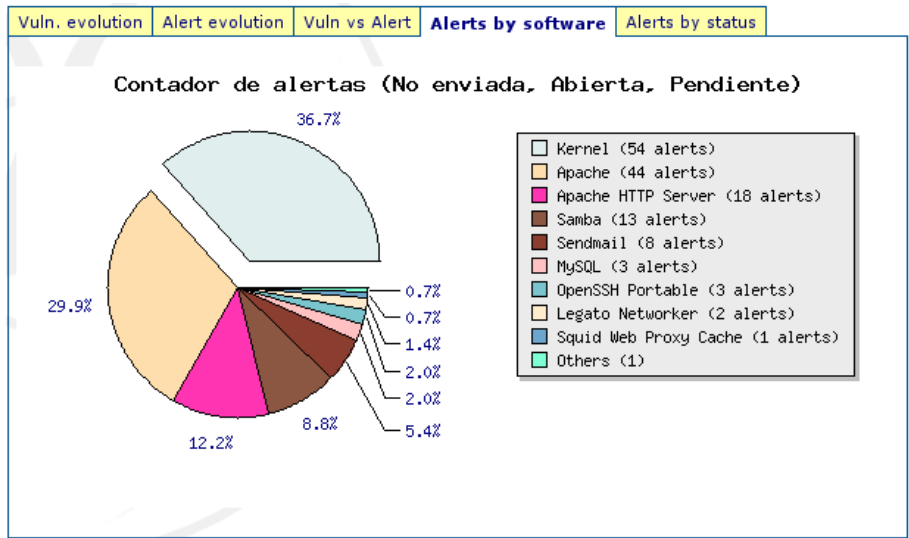 Vuln. evolution Alert evolution Vuln vs Alert Alerts by software Alerts by status
Contador de alertas (No enviada, Abierta, Pendiente)
36.7%
29.9%
12.2%
8.8%
5.4%
2.0%
2.0%
1.4%
0.7%
0.7%
Kernel (54 alerts)
Apache (44 alerts)
Apache HTTP Server (18 alerts)
Samba (13 alerts)
Sendmail (8 alerts)
MySQL (3 alerts)
OpenSSH Portable (3 alerts)
Legato Networker (2 alerts)
Squid Web Proxy Cache (1 alerts)
Others (1)